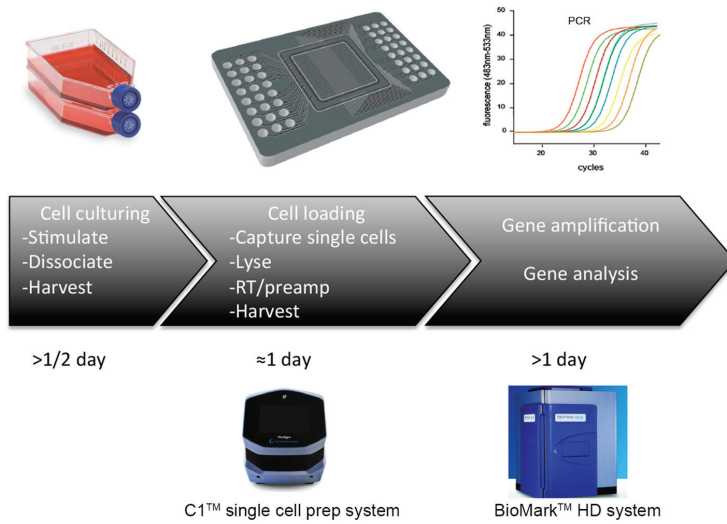 PCR
fluorescence (483nm-533nm)
50
40
30
20
10
0
20 30 40
cycles
Cell culturing
-Stimulate
-Dissociate
-Harvest
Cell loading
-Capture single cells
-Lyse
-RT/preamp
-Harvest
Gene amplification
Gene analysis
>1/2 day
≈1 day
>1 day
C1™ single cell prep system
BioMark™ HD system